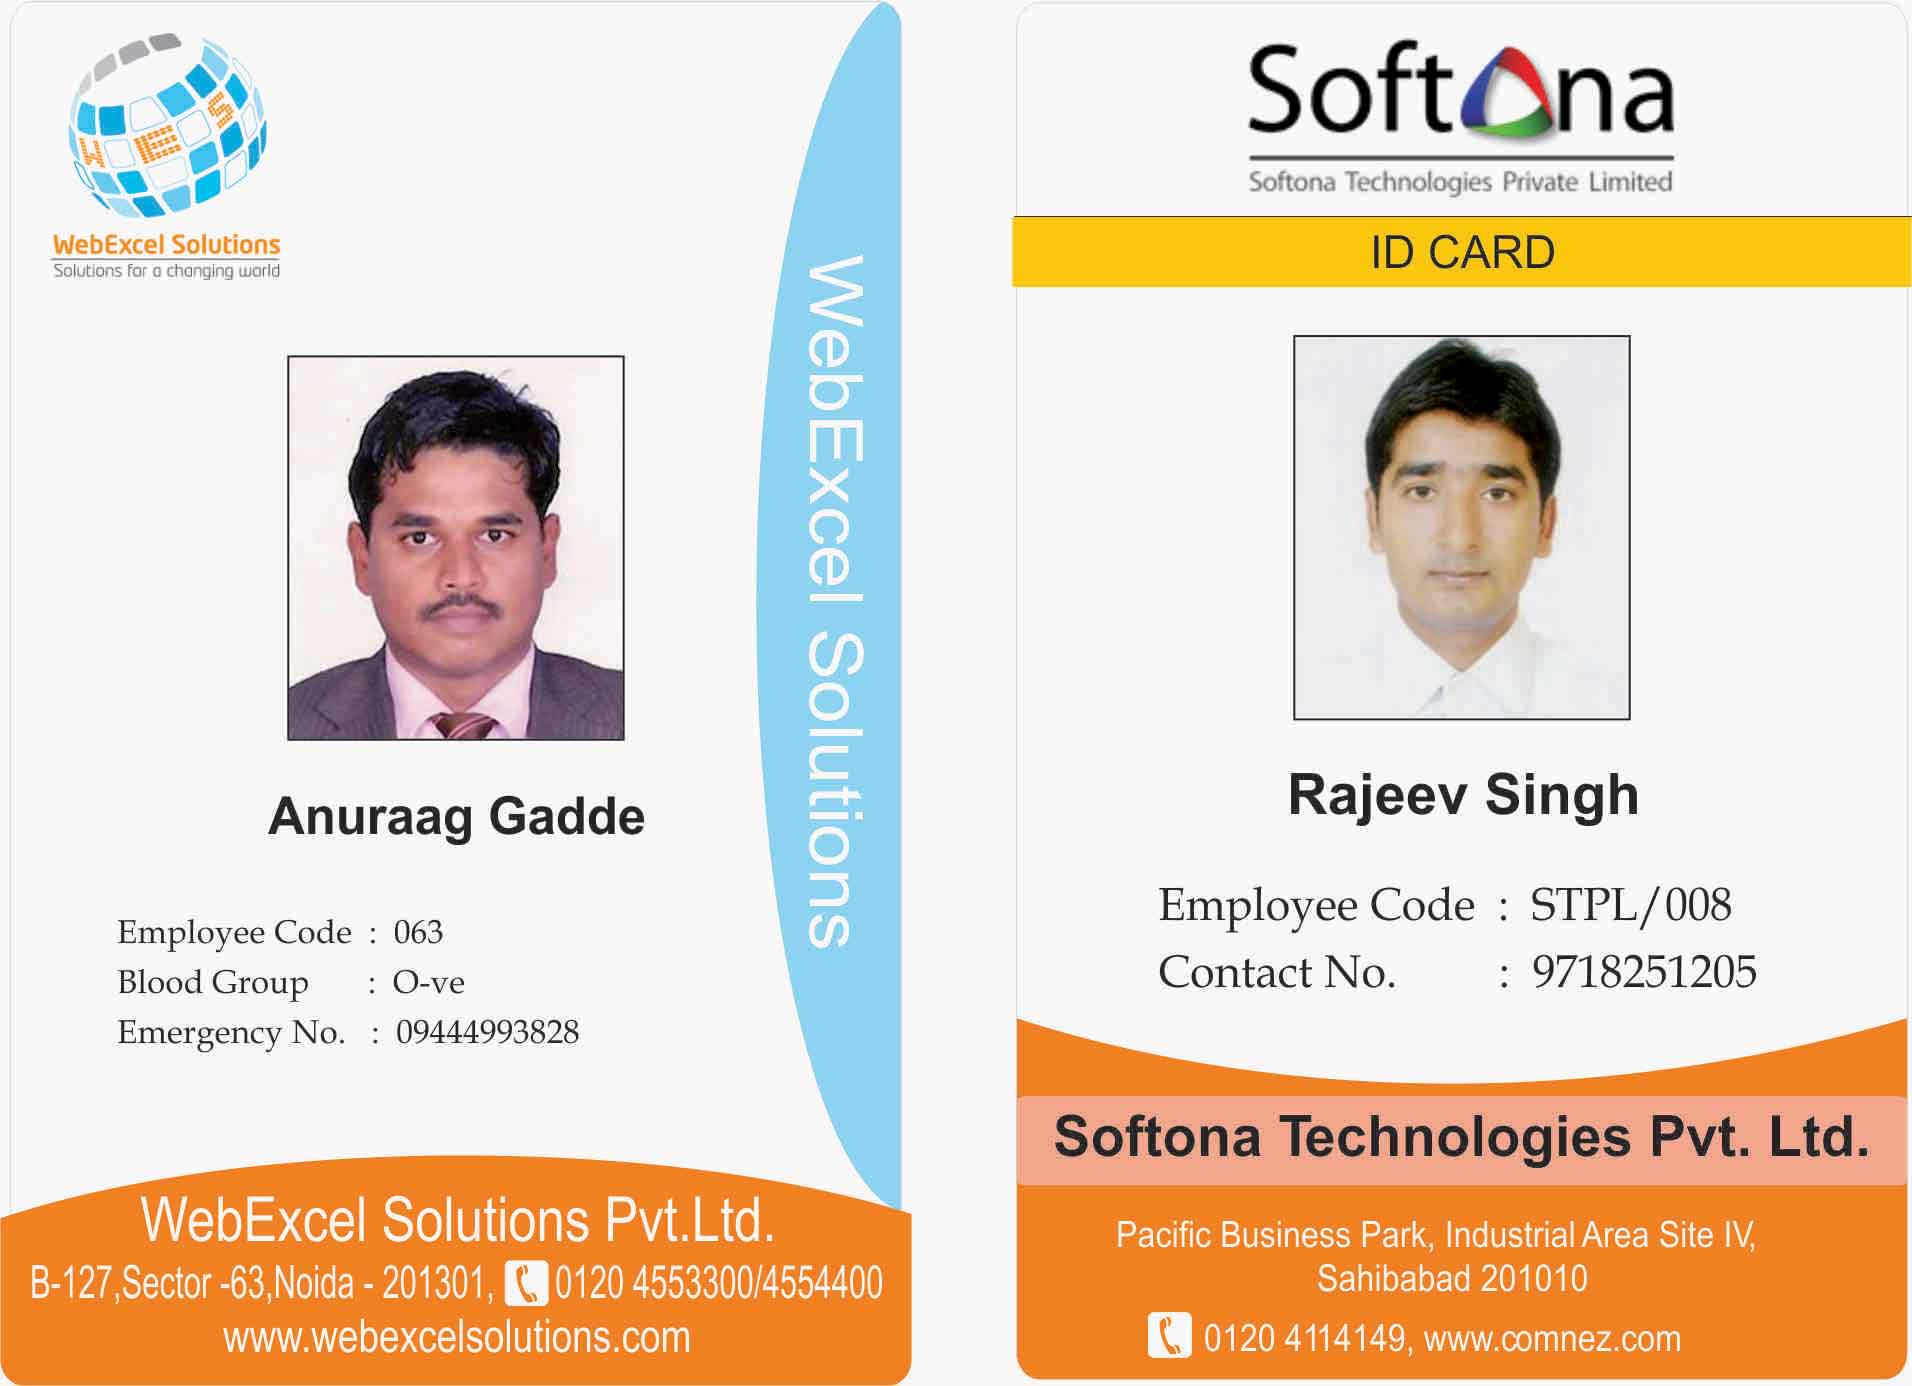 WES
WebExcel Solutions
Solutions for a changing world
WebExcel Solutions
Anuraag Gadde
Employee Code : 063
Blood Group : O-ve
Emergency No. : 09444993828
WebExcel Solutions Pvt.Ltd.
B-127,Sector -63,Noida - 201301, 0120 4553300/4554400
www.webexcelsolutions.com
Softona
Softona Technologies Private Limited
ID CARD
Rajeev Singh
Employee Code : STPL/008
Contact No. : 9718251205
Softona Technologies Pvt. Ltd.
Pacific Business Park, Industrial Area Site IV,
Sahibabad 201010
0120 4114149, www.comnez.com